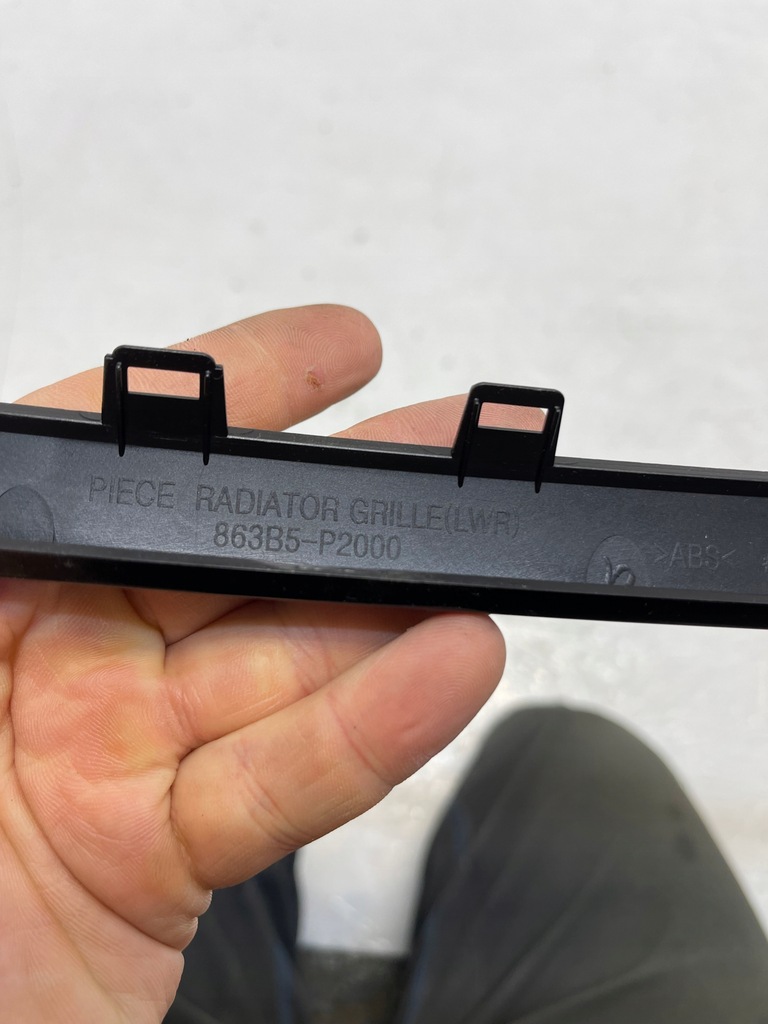 PIECE RADIATOR GRILLE(LWR)
863B5-P2000
>ABS<